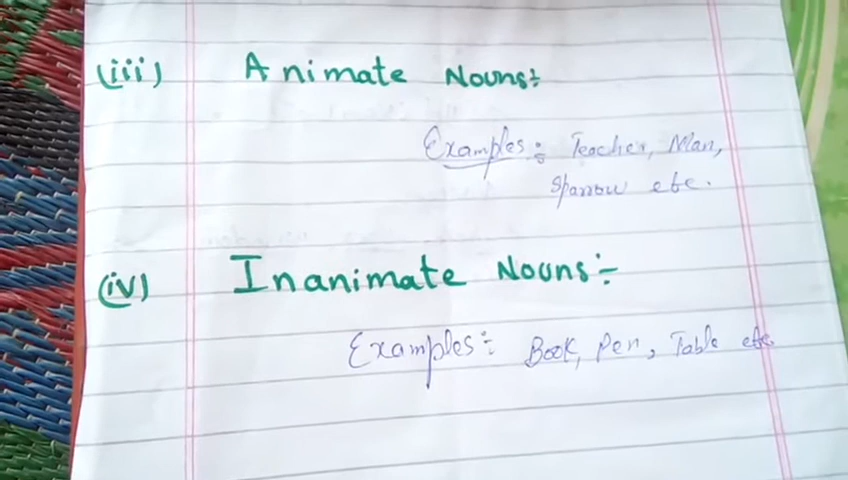 (iii) Animate Nouns:-
Examples:- Teacher, Man,
Sparrow etc.
(iv) Inanimate Nouns:-
Examples:- Book, Pen, Table etc